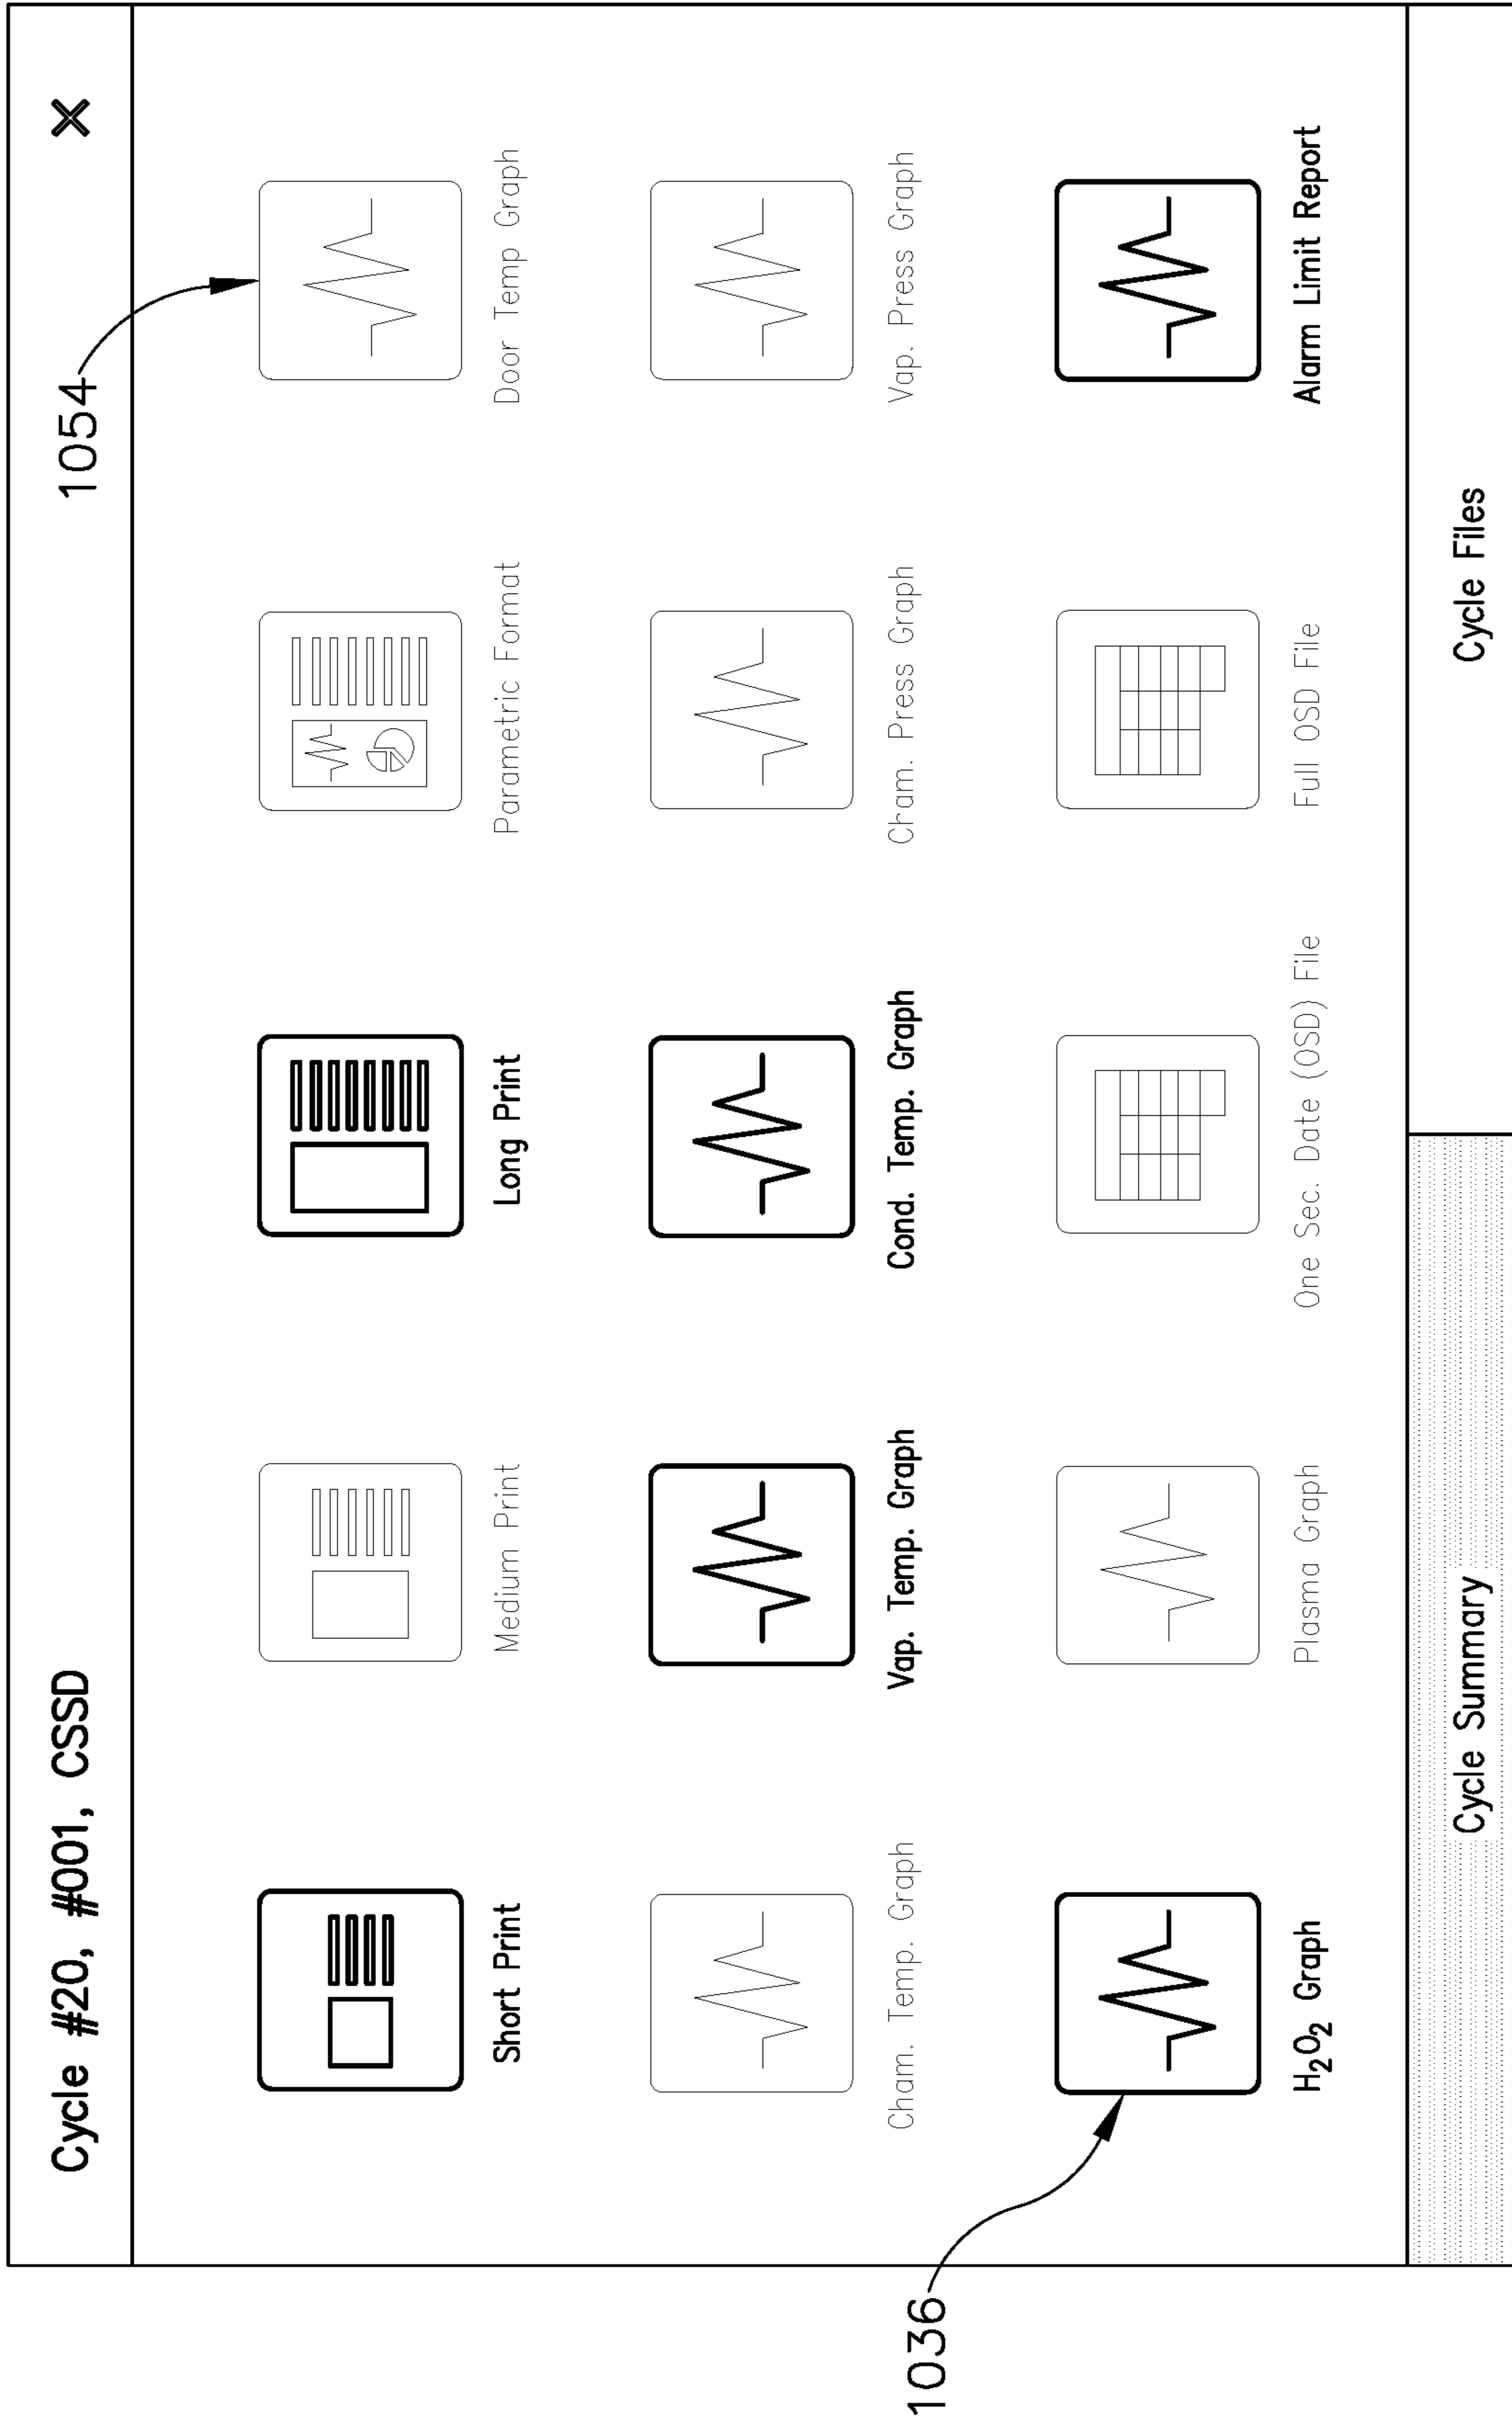 Cycle #20, #001, CSSD
X
1054
Short Print
Medium Print
Long Print
Parametric Format
Door Temp Graph
Cham. Temp. Graph
Vap. Temp. Graph
Cond. Temp. Graph
Cham. Press Graph
Vap. Press Graph
1036
H₂O₂ Graph
Plasma Graph
One Sec. Date (OSD) File
Full OSD File
Alarm Limit Report
Cycle Summary
Cycle Files